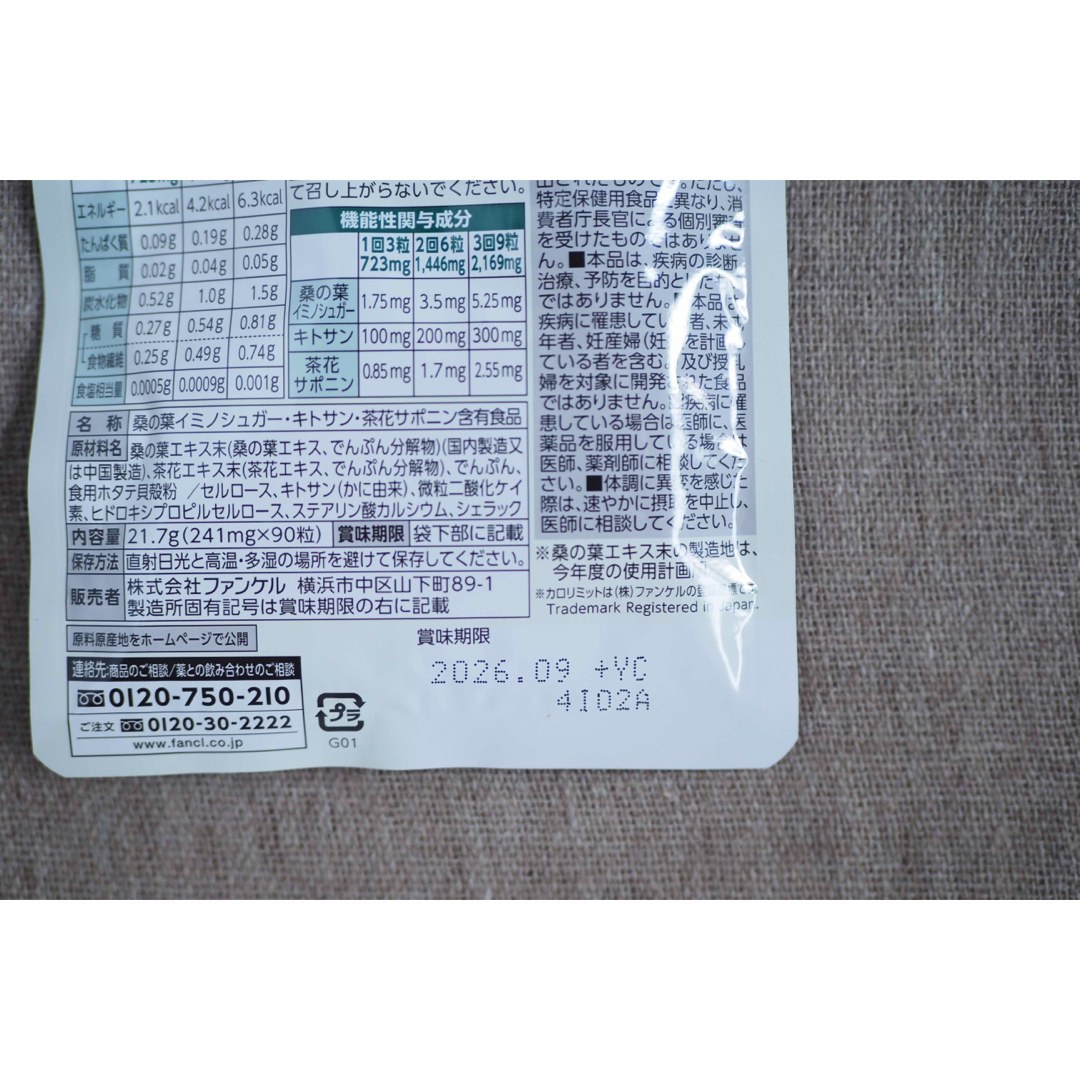 て召し上がらないでください。
エネルギー 2.1kcal 4.2kcal 6.3kcal
たんぱく質 0.09g 0.19g 0.28g
脂 質 0.02g 0.04g 0.05g
炭水化物 0.52g 1.0g 1.5g
糖 質 0.27g 0.54g 0.81g
食物繊維 0.25g 0.49g 0.74g
食塩相当量 0.0005g 0.0009g 0.001g
機能性関与成分
1回3粒 2回6粒 3回9粒
723mg 1,446mg 2,169mg
桑の葉
イミノシュガー 1.75mg 3.5mg 5.25mg
キトサン 100mg 200mg 300mg
茶花
サポニン 0.85mg 1.7mg 2.55mg
名 称 桑の葉イミノシュガー・キトサン・茶花サポニン含有食品
原材料名 桑の葉エキス末(桑の葉エキス、でんぷん分解物)(国内製造又
は中国製造)、茶花エキス末(茶花エキス、でんぷん分解物)、でんぷん、
食用ホタテ貝殻粉 /セルロース、キトサン(かに由来)、微粒二酸化ケイ
素、ヒドロキシプロピルセルロース、ステアリン酸カルシウム、シェラック
内容量 21.7g(241mg×90粒) 賞味期限 袋下部に記載
保存方法 直射日光と高温・多湿の場所を避けて保存してください。
販売者 株式会社ファンケル 横浜市中区山下町89-1
製造所固有記号は賞味期限の右に記載
原料原産地をホームページで公開
連絡先:商品のご相談/薬との飲み合わせのご相談
0120-750-210
ご注文 0120-30-2222
www.fancl.co.jp
プラ
G01
特定保健用食品 異なり、消
費者庁長官による個別審査
を受けたものではありませ
ん。■本品は、疾病の診断
治療、予防を目的とした
ではありません。■本品は
疾病に罹患してい 者、未
年者、妊産婦(妊 を計画
ている者を含む。)及び授乳
婦を対象に開発された食品
ではありません。■疾病に罹
患している場合は医師に、医
薬品を服用している場合は
医師、薬剤師に相談してくだ
さい。■体調に異変を感じた
際は、速やかに摂取を中止し、
医師に相談してください。
※桑の葉エキス末の製造地は、
今年度の使用計画
※カロリミットは(株)ファンケルの登録商標です。
Trademark Registered in Japan.
賞味期限
2026.09 +YC
4I02A